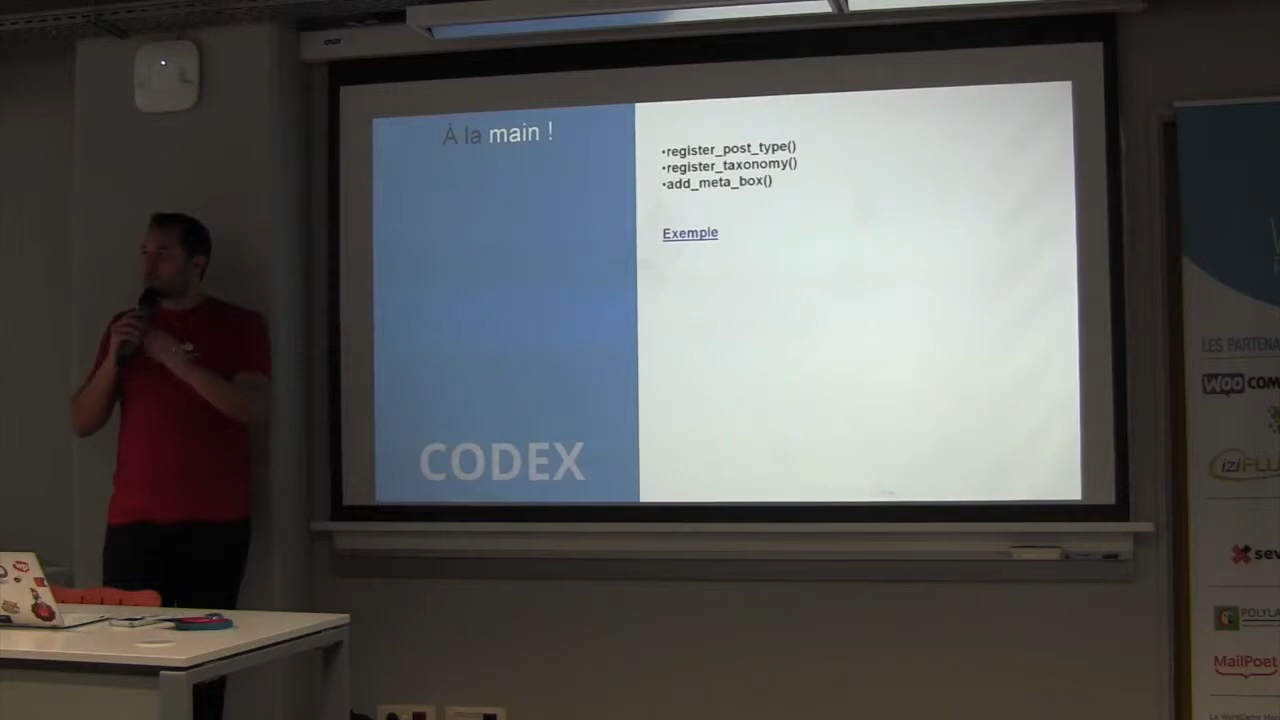 À la main !
•register_post_type()
•register_taxonomy()
•add_meta_box()
Exemple
CODEX
LES PARTENA
WOO COM
izi FLU
sev
POLYLA
MailPoet